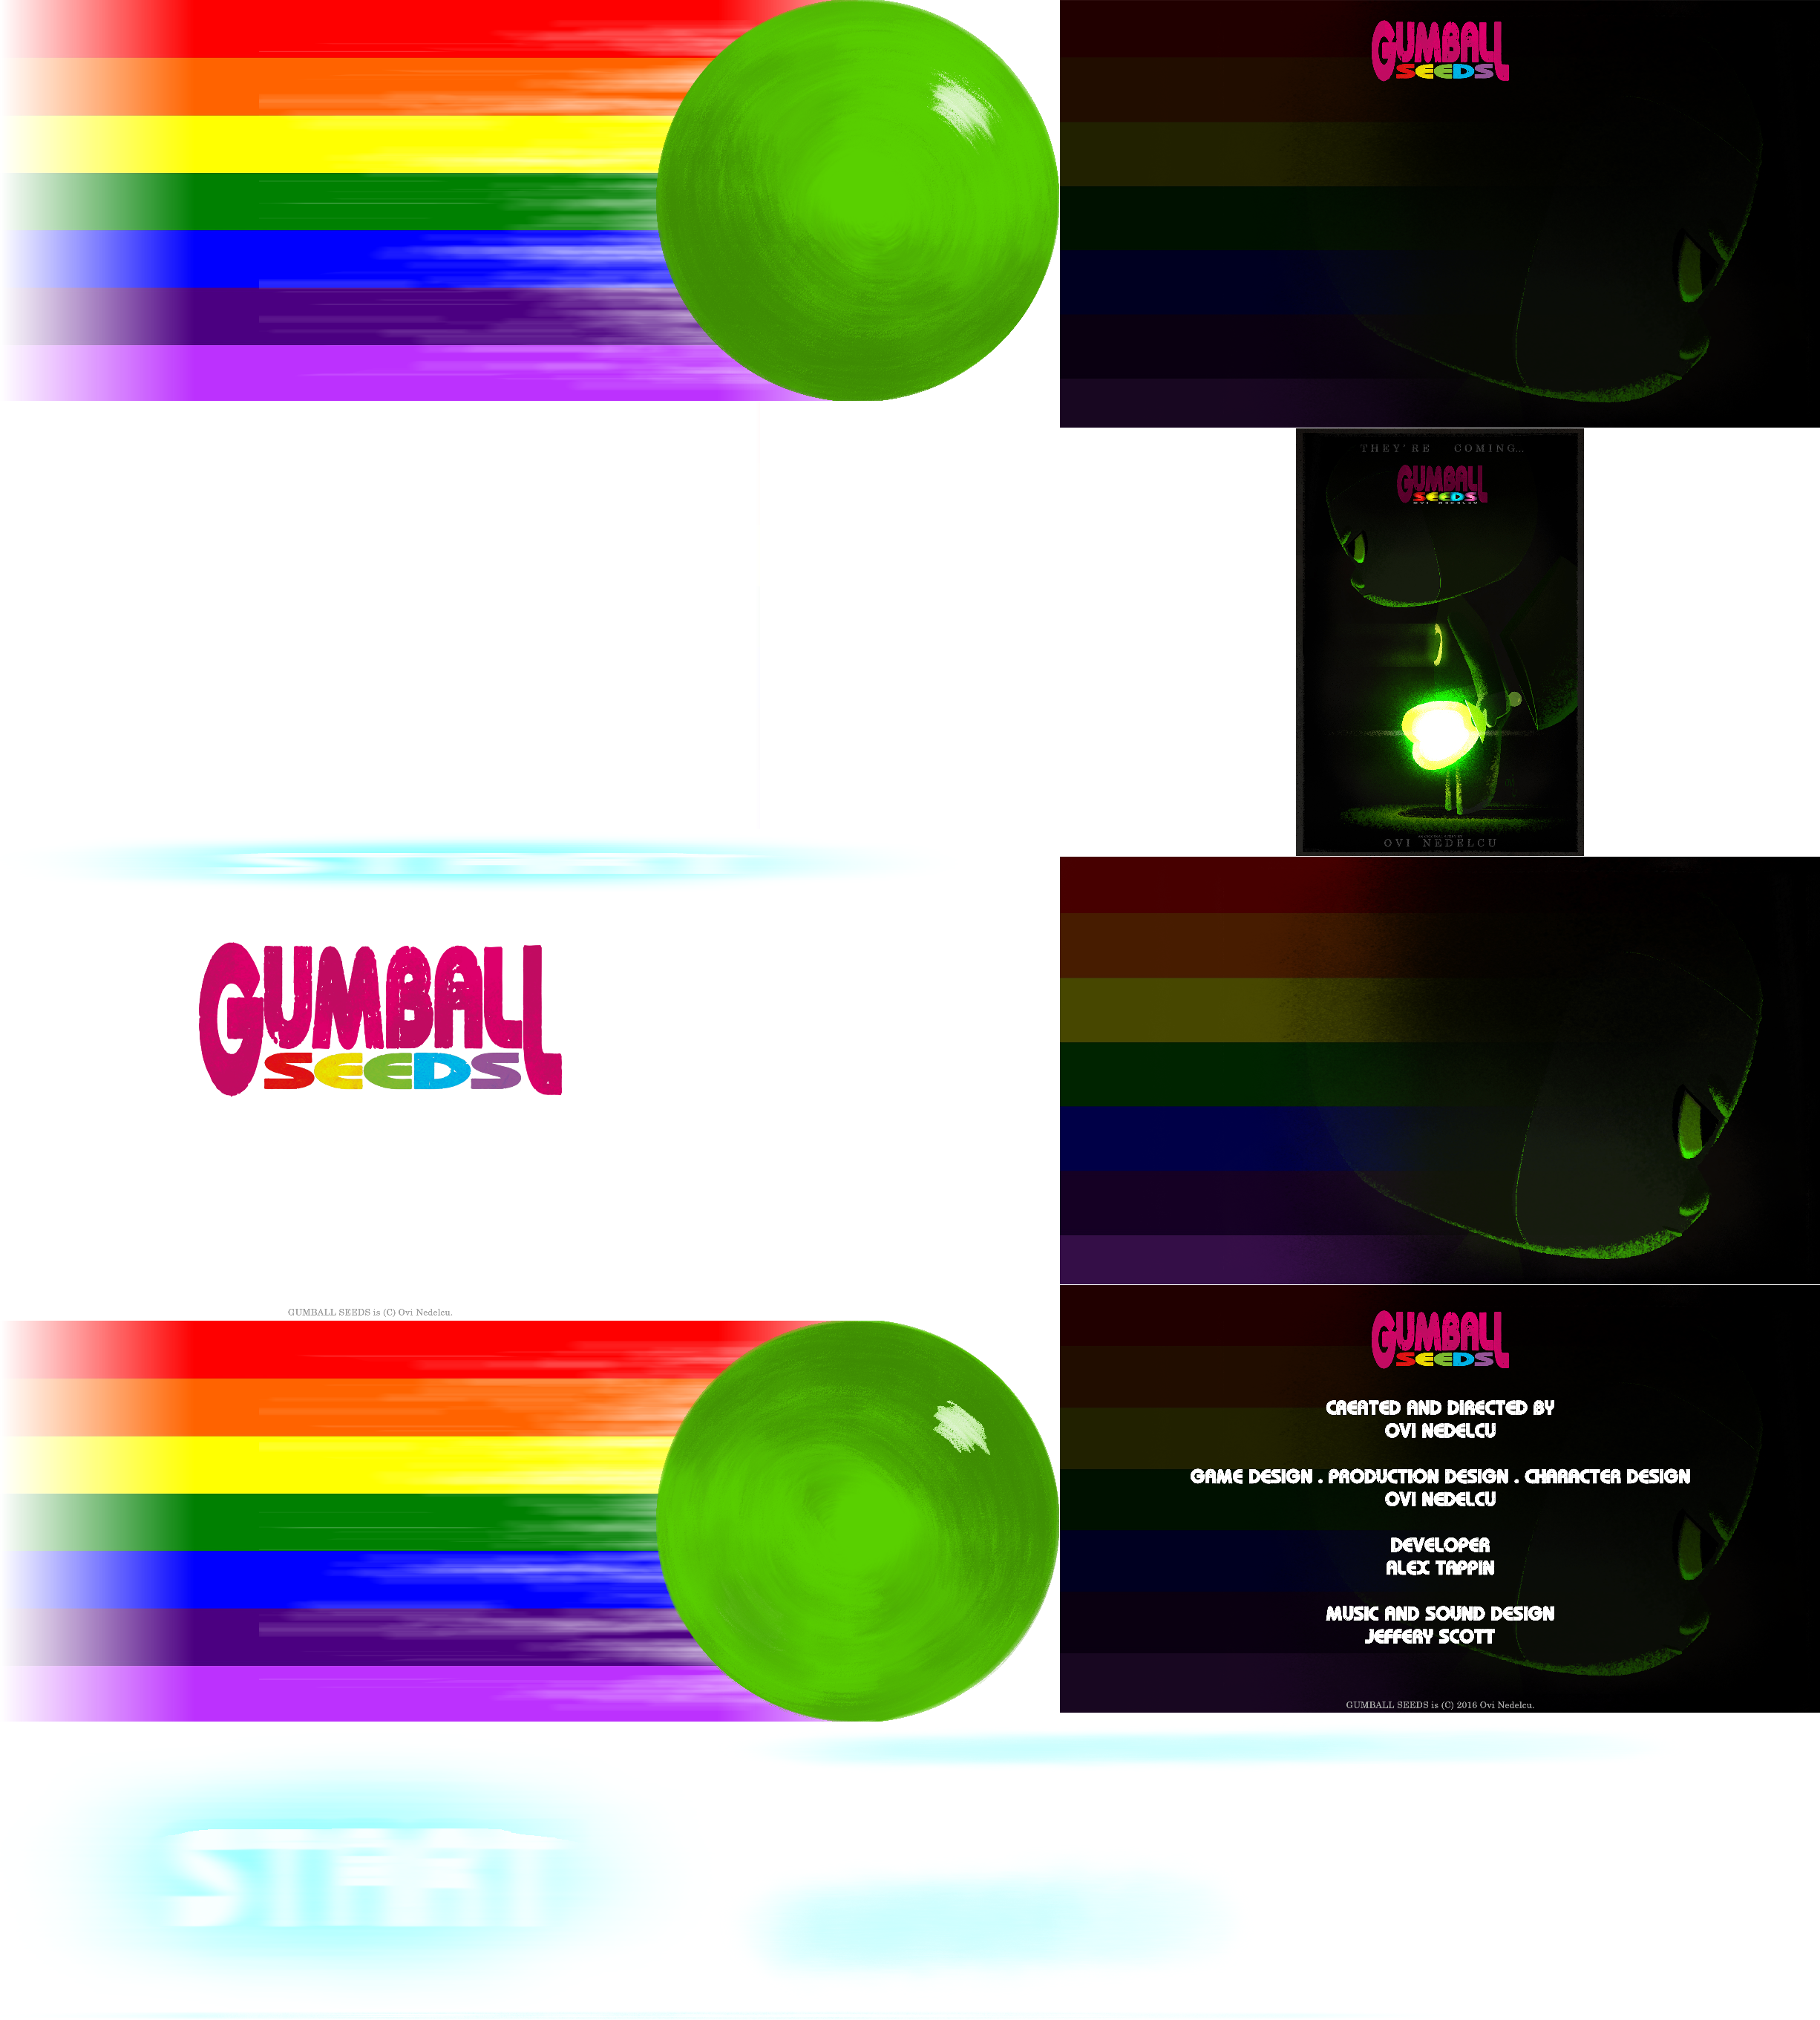 GUMBALL
SEEDS
THEY'RE COMING...
GUMBALL
SEEDS
OVI NEDELCU
OVI NEDELCU
GUMBALL
SEEDS
GUMBALL SEEDS is (C) Ovi Nedelcu.
GUMBALL
SEEDS
CREATED AND DIRECTED BY
OVI NEDELCU
GAME DESIGN . PRODUCTION DESIGN . CHARACTER DESIGN
OVI NEDELCU
DEVELOPER
ALEX TAPPIN
MUSIC AND SOUND DESIGN
JEFFERY SCOTT
GUMBALL SEEDS is (C) 2016 Ovi Nedelcu.
START